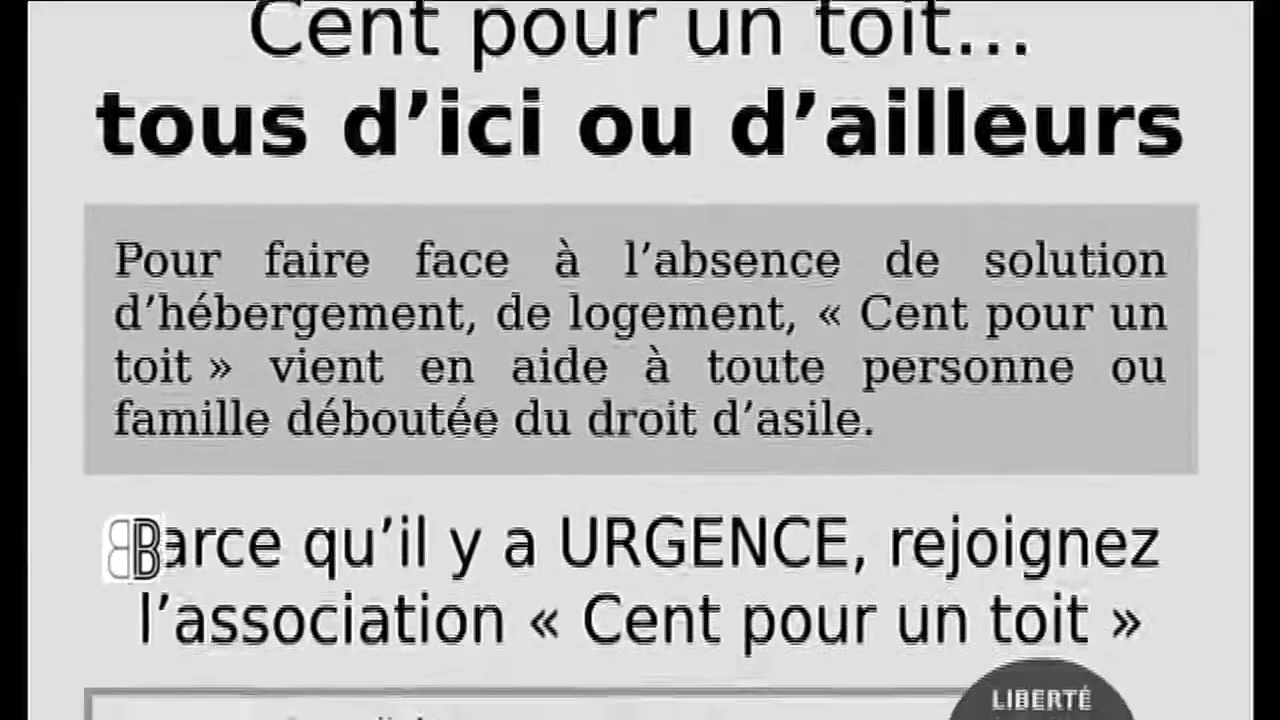 Cent pour un toit...
tous d’ici ou d’ailleurs
Pour faire face à l’absence de solution
d’hébergement, de logement, « Cent pour un
toit » vient en aide à toute personne ou
famille déboutée du droit d’asile.
arce qu’il y a URGENCE, rejoignez
l’association « Cent pour un toit »
LIBERTÉ